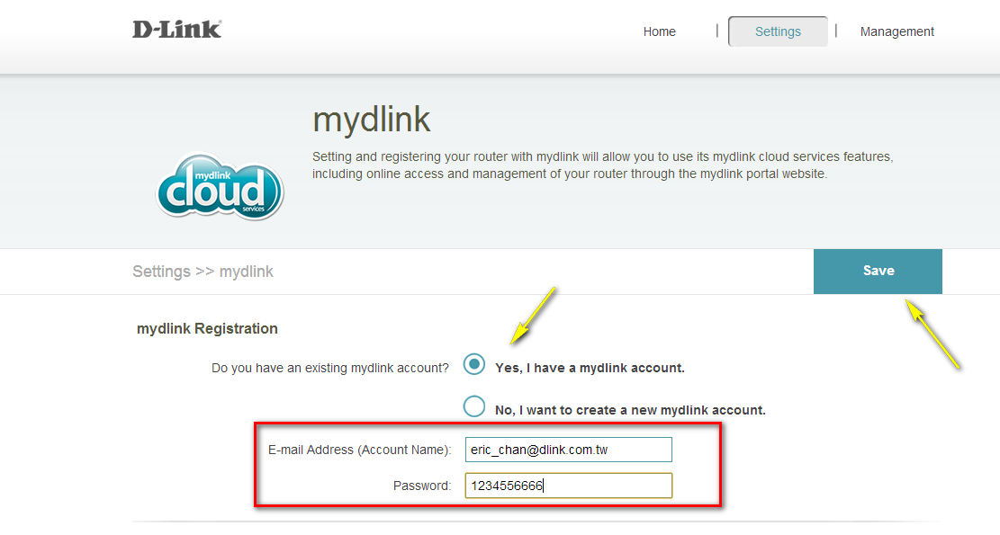 D-Link
Home | Settings | Management
mydlink
Setting and registering your router with mydlink will allow you to use its mydlink cloud services features,
including online access and management of your router through the mydlink portal website.
mydlink
cloud
services
Settings >> mydlink
Save
mydlink Registration
Do you have an existing mydlink account? Yes, I have a mydlink account.
No, I want to create a new mydlink account.
E-mail Address (Account Name): eric_chan@dlink.com.tw
Password: 1234556666